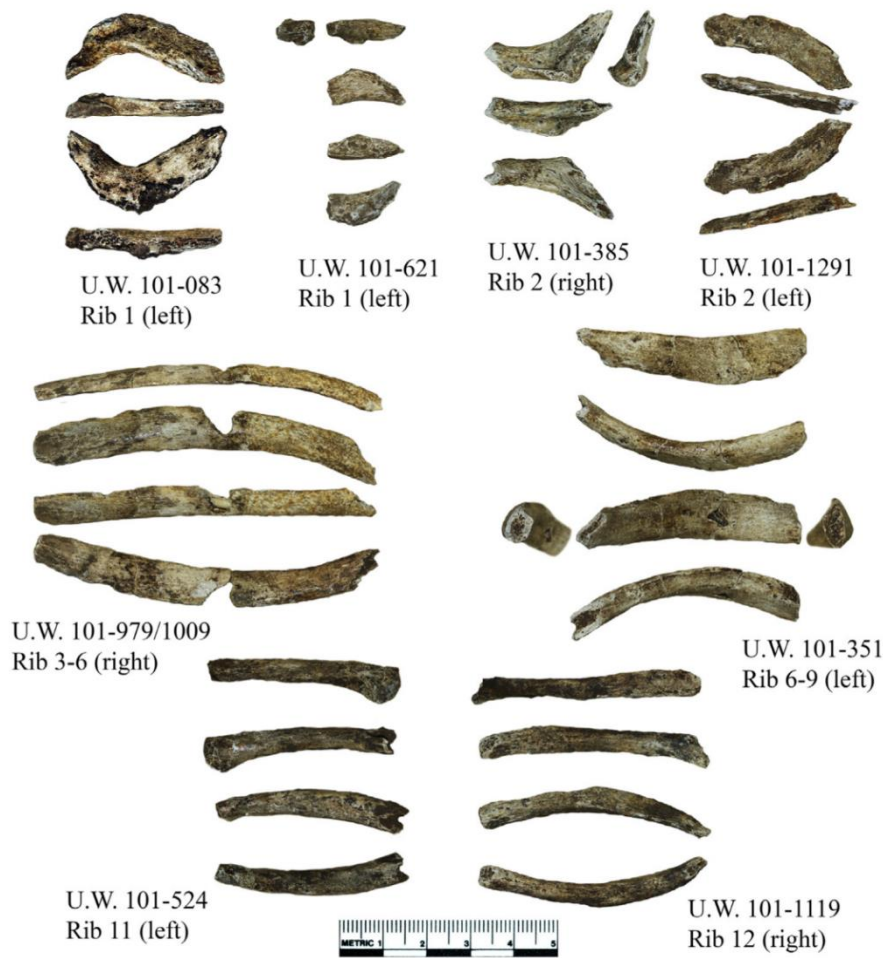 U.W. 101-083
Rib 1 (left)
U.W. 101-621
Rib 1 (left)
U.W. 101-385
Rib 2 (right)
U.W. 101-1291
Rib 2 (left)
U.W. 101-979/1009
Rib 3-6 (right)
U.W. 101-351
Rib 6-9 (left)
U.W. 101-524
Rib 11 (left)
U.W. 101-1119
Rib 12 (right)
METRIC 1 2 3 4 5